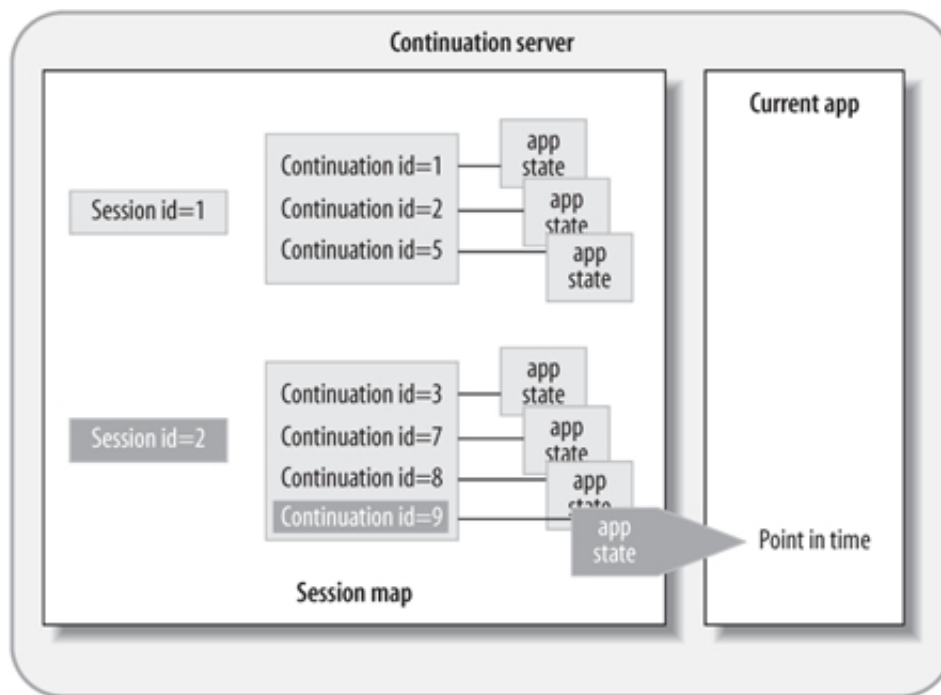 Continuation server
Current app
Session id=1
Continuation id=1
Continuation id=2
Continuation id=5
app
state
app
state
app
state
Session id=2
Continuation id=3
Continuation id=7
Continuation id=8
Continuation id=9
app
state
app
state
app
state
app
state
Point in time
Session map